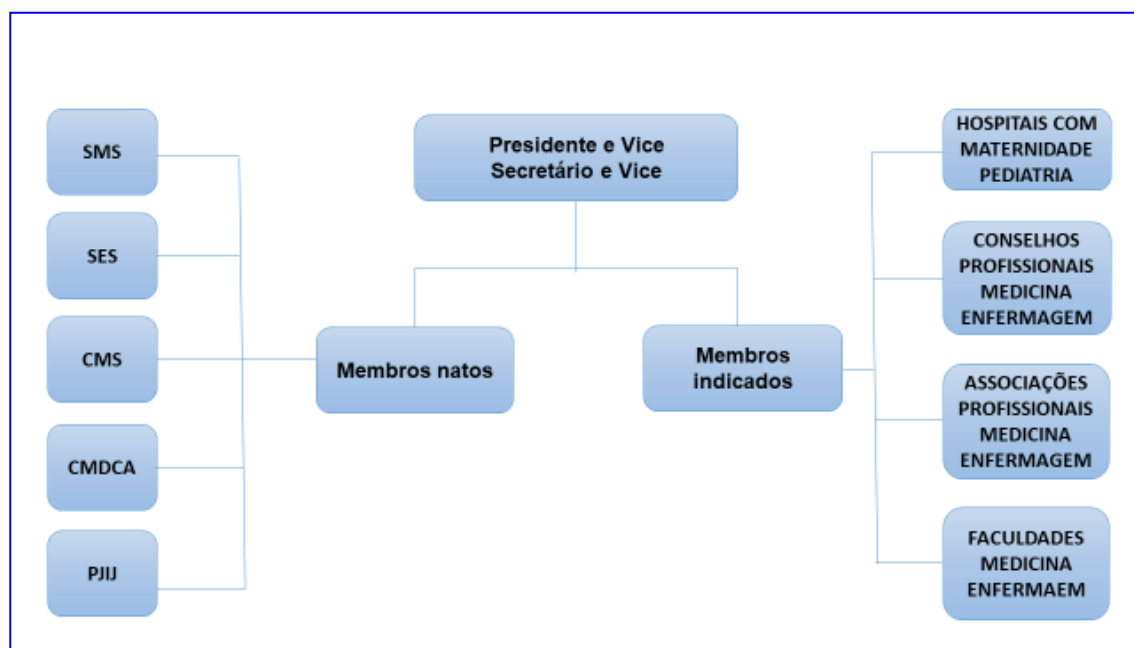 Presidente e Vice
Secretário e Vice
Membros natos
Membros
indicados
SMS
SES
CMS
CMDCA
PJIJ
HOSPITAIS COM
MATERNIDADE
PEDIATRIA
CONSELHOS
PROFISSIONAIS
MEDICINA
ENFERMAGEM
ASSOCIAÇÕES
PROFISSIONAIS
MEDICINA
ENFERMAGEM
FACULDADES
MEDICINA
ENFERMAEM